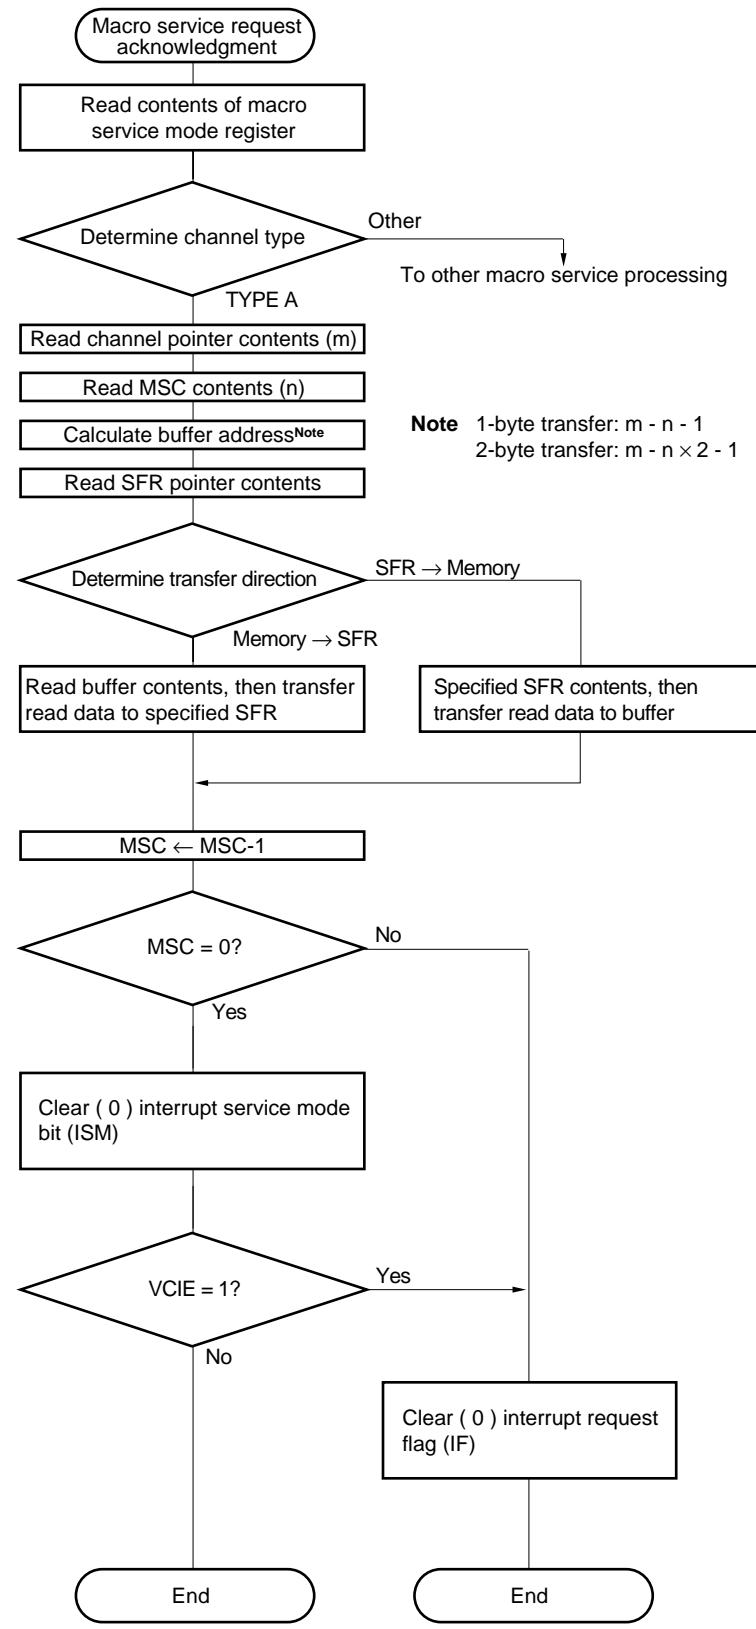 Macro service request
acknowledgment
Read contents of macro
service mode register
Determine channel type
Other
To other macro service processing
TYPE A
Read channel pointer contents (m)
Read MSC contents (n)
Calculate buffer addressNote
Note 1-byte transfer: m - n - 1
2-byte transfer: m - n × 2 - 1
Read SFR pointer contents
Determine transfer direction
SFR → Memory
Memory → SFR
Read buffer contents, then transfer
read data to specified SFR
Specified SFR contents, then
transfer read data to buffer
MSC ← MSC-1
MSC = 0?
No
Yes
Clear ( 0 ) interrupt service mode
bit (ISM)
VCIE = 1?
Yes
No
Clear ( 0 ) interrupt request
flag (IF)
End
End